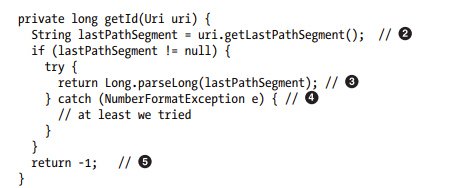 private long getId(Uri uri) {
  String lastPathSegment = uri.getLastPathSegment();  // ❷
  if (lastPathSegment != null) {
    try {
      return Long.parseLong(lastPathSegment); // ❸
    } catch (NumberFormatException e) { // ❹
      // at least we tried
    }
  }
  return -1;   // ❺
}